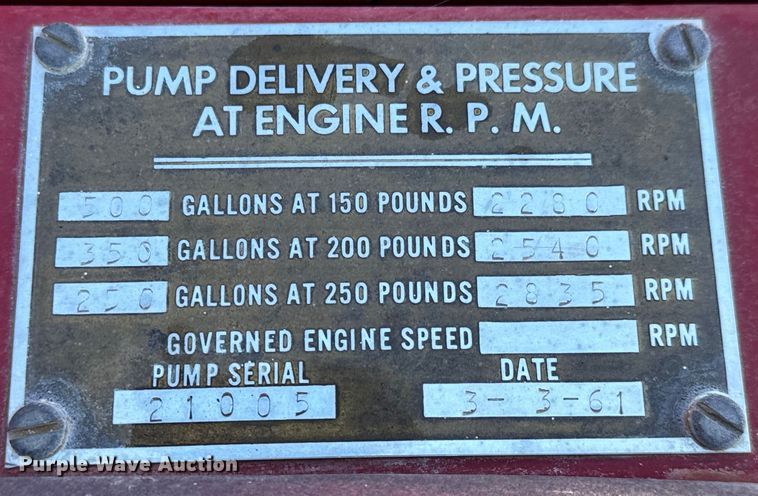 PUMP DELIVERY & PRESSURE
AT ENGINE R. P. M.
500 GALLONS AT 150 POUNDS 2280 RPM
350 GALLONS AT 200 POUNDS 2540 RPM
250 GALLONS AT 250 POUNDS 2835 RPM
GOVERNED ENGINE SPEED RPM
PUMP SERIAL DATE
21005 3-3-61
Purple Wave Auction